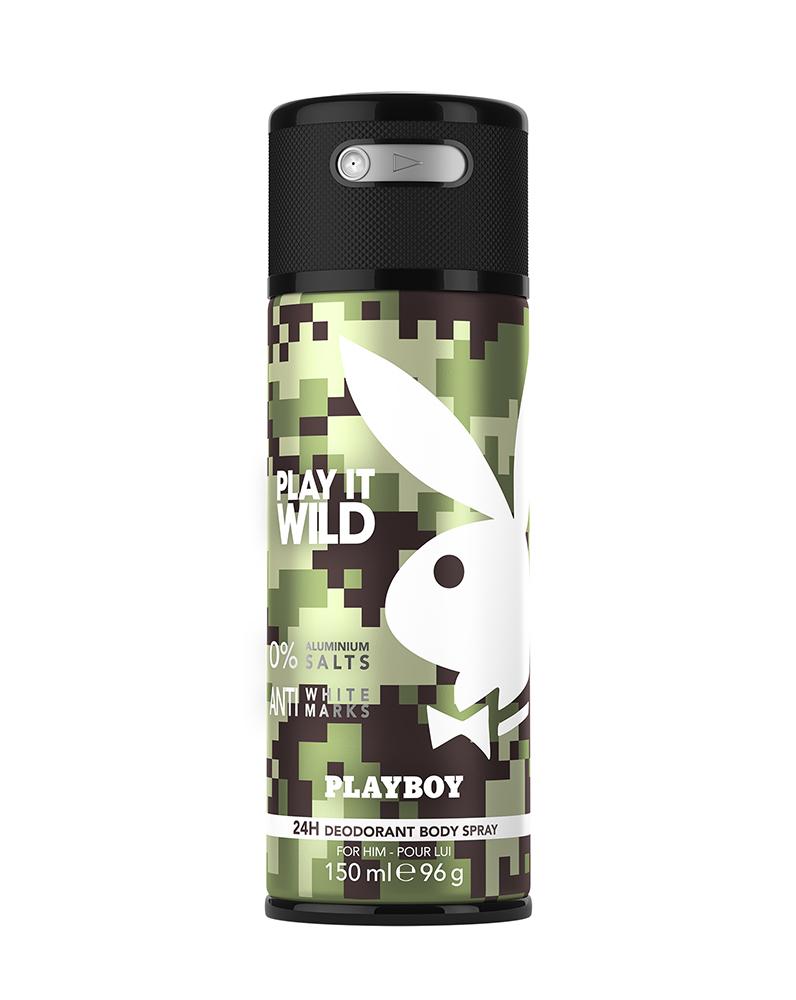 PLAY IT
WILD
0% ALUMINIUM
SALTS
ANTI WHITE
MARKS
PLAYBOY
24H DEODORANT BODY SPRAY
FOR HIM - POUR LUI
150 ml e 96 g